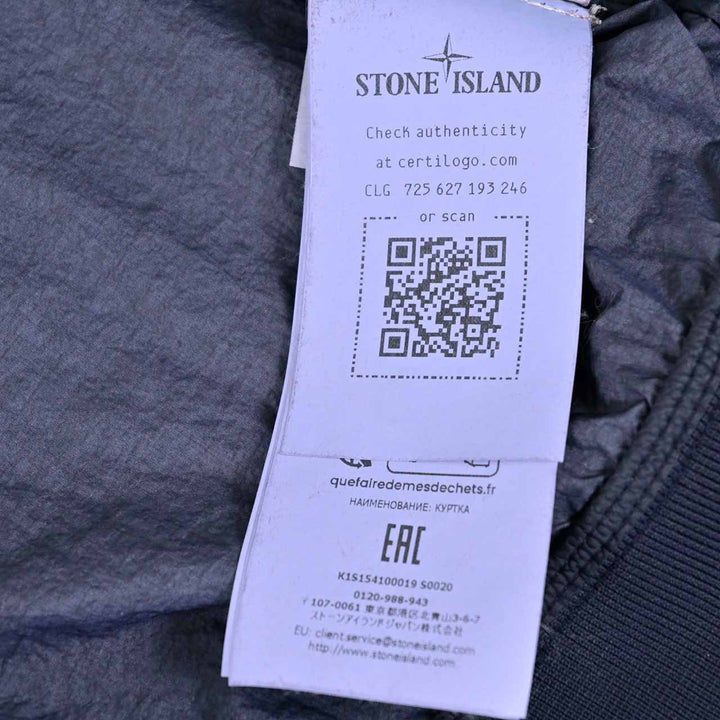 STONE ISLAND
Check authenticity
at certilogo.com
CLG 725 627 193 246
or scan
quefairedemesdechets.fr
НАИМЕНОВАНИЕ: КУРТКА
EAC
K1S154100019 S0020
0120-988-943
〒107-0061 東京都港区北青山3-6-7
ストーンアイランドジャパン株式会社
EU: client.service@stoneisland.com
http://www.stoneisland.com